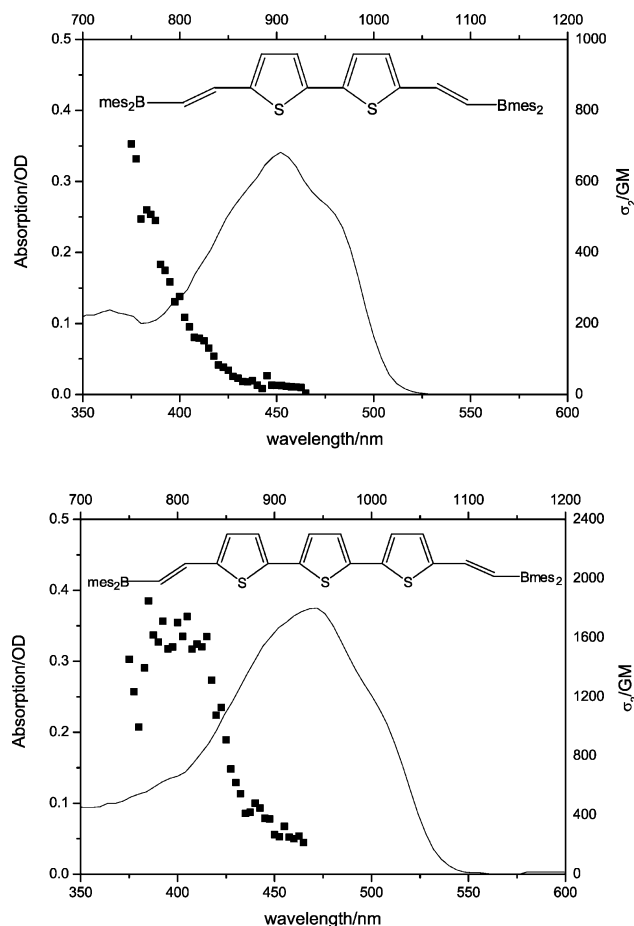 700 800 900 1000 1100 1200
0.5 1000
mes₂B S S Bmes₂
0.4 800
0.3 600
Absorption/OD
σ₂/GM
0.2 400
0.1 200
0.0 0
350 400 450 500 550 600
wavelength/nm
700 800 900 1000 1100 1200
0.5 2400
mes₂B S S S Bmes₂
0.4 2000
1600
0.3
Absorption/OD
σ₂/GM
1200
0.2
800
0.1 400
0.0 0
350 400 450 500 550 600
wavelength/nm